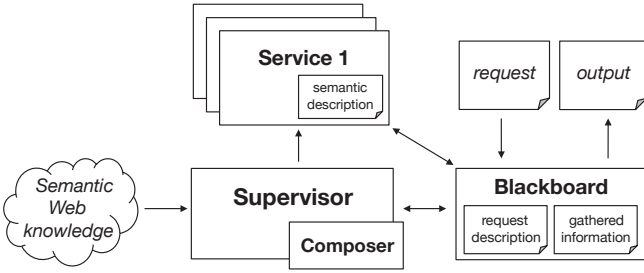 Service 1
semantic
description
request
output
Semantic
Web
knowledge
Supervisor
Composer
Blackboard
request
description
gathered
information